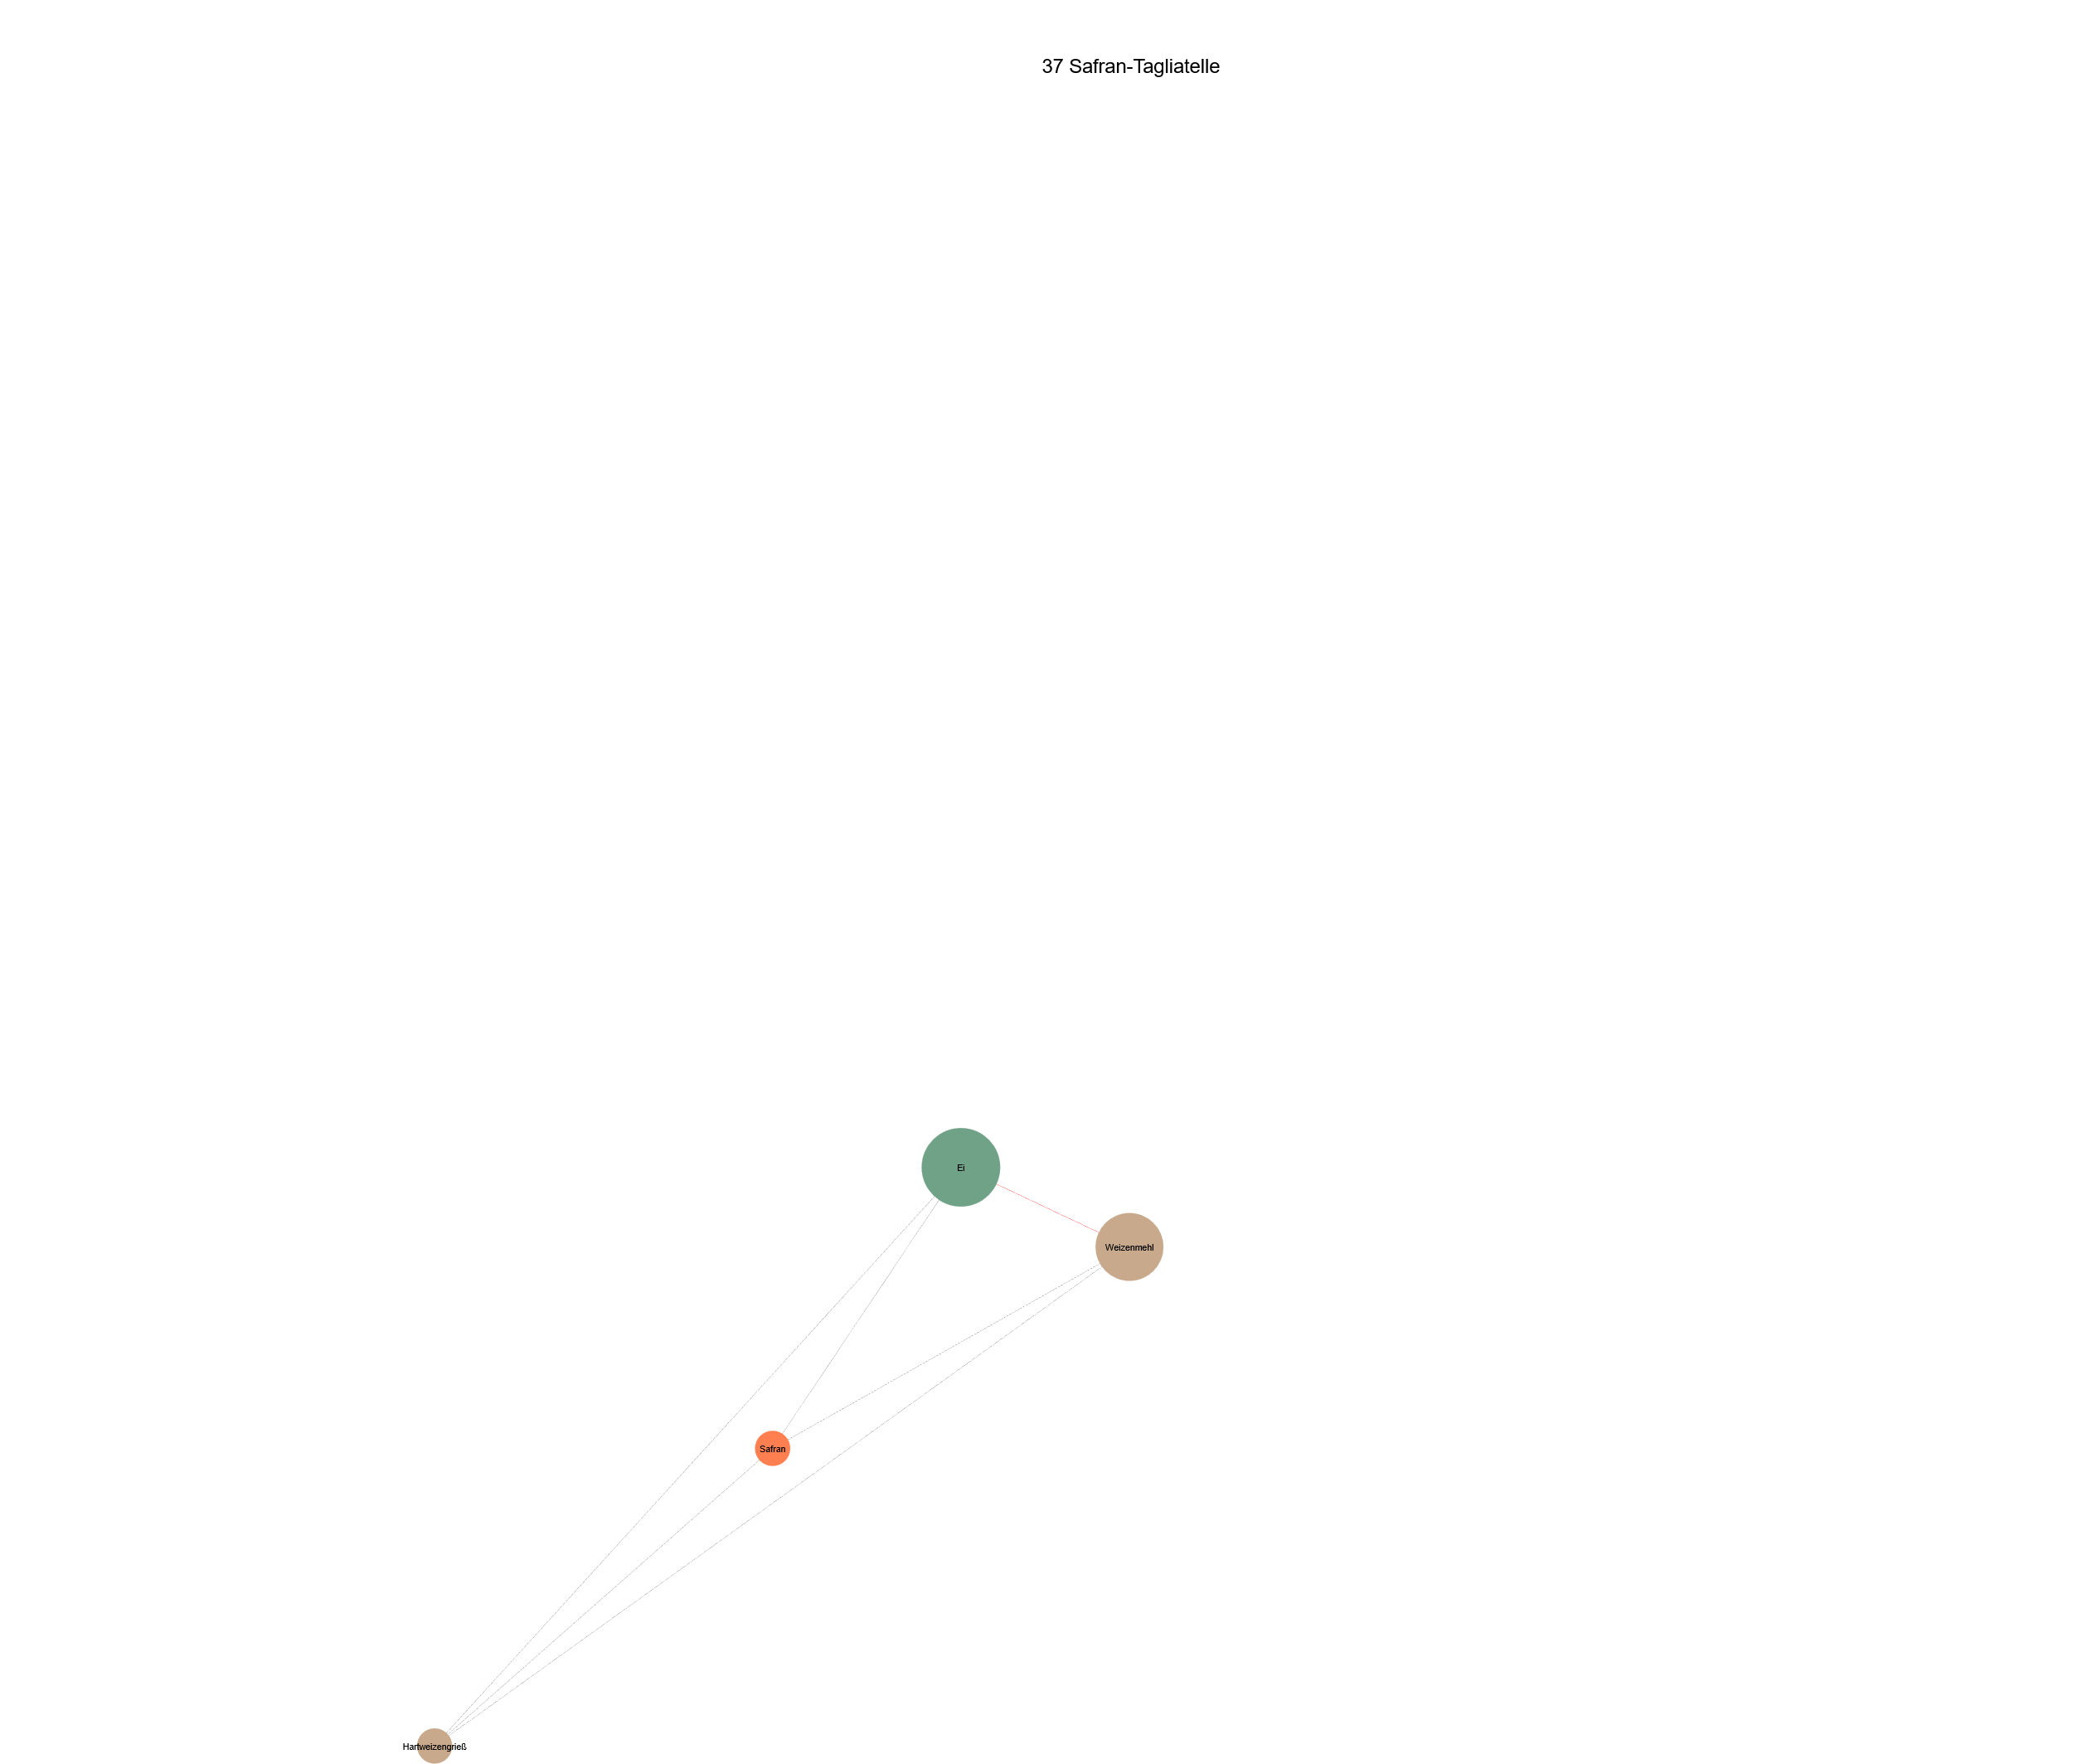 37 Safran-Tagliatelle
Ei
Weizenmehl
Safran
Hartweizengrieß